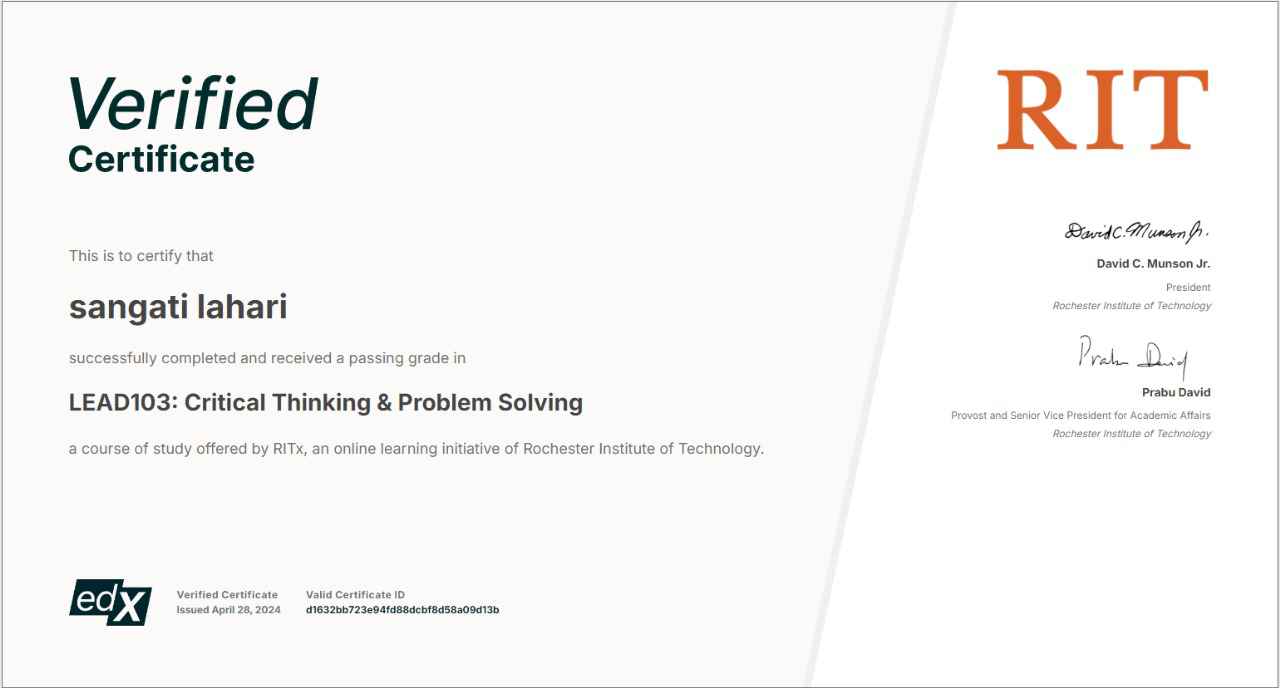 Verified
Certificate
This is to certify that
sangati lahari
successfully completed and received a passing grade in
LEAD103: Critical Thinking & Problem Solving
a course of study offered by RITx, an online learning initiative of Rochester Institute of Technology.
edX
Verified Certificate
Issued April 28, 2024
Valid Certificate ID
d1632bb723e94fd88dcbf8d58a09d13b
RIT
David C. Munson Jr.
David C. Munson Jr.
President
Rochester Institute of Technology
Prabu David
Prabu David
Provost and Senior Vice President for Academic Affairs
Rochester Institute of Technology